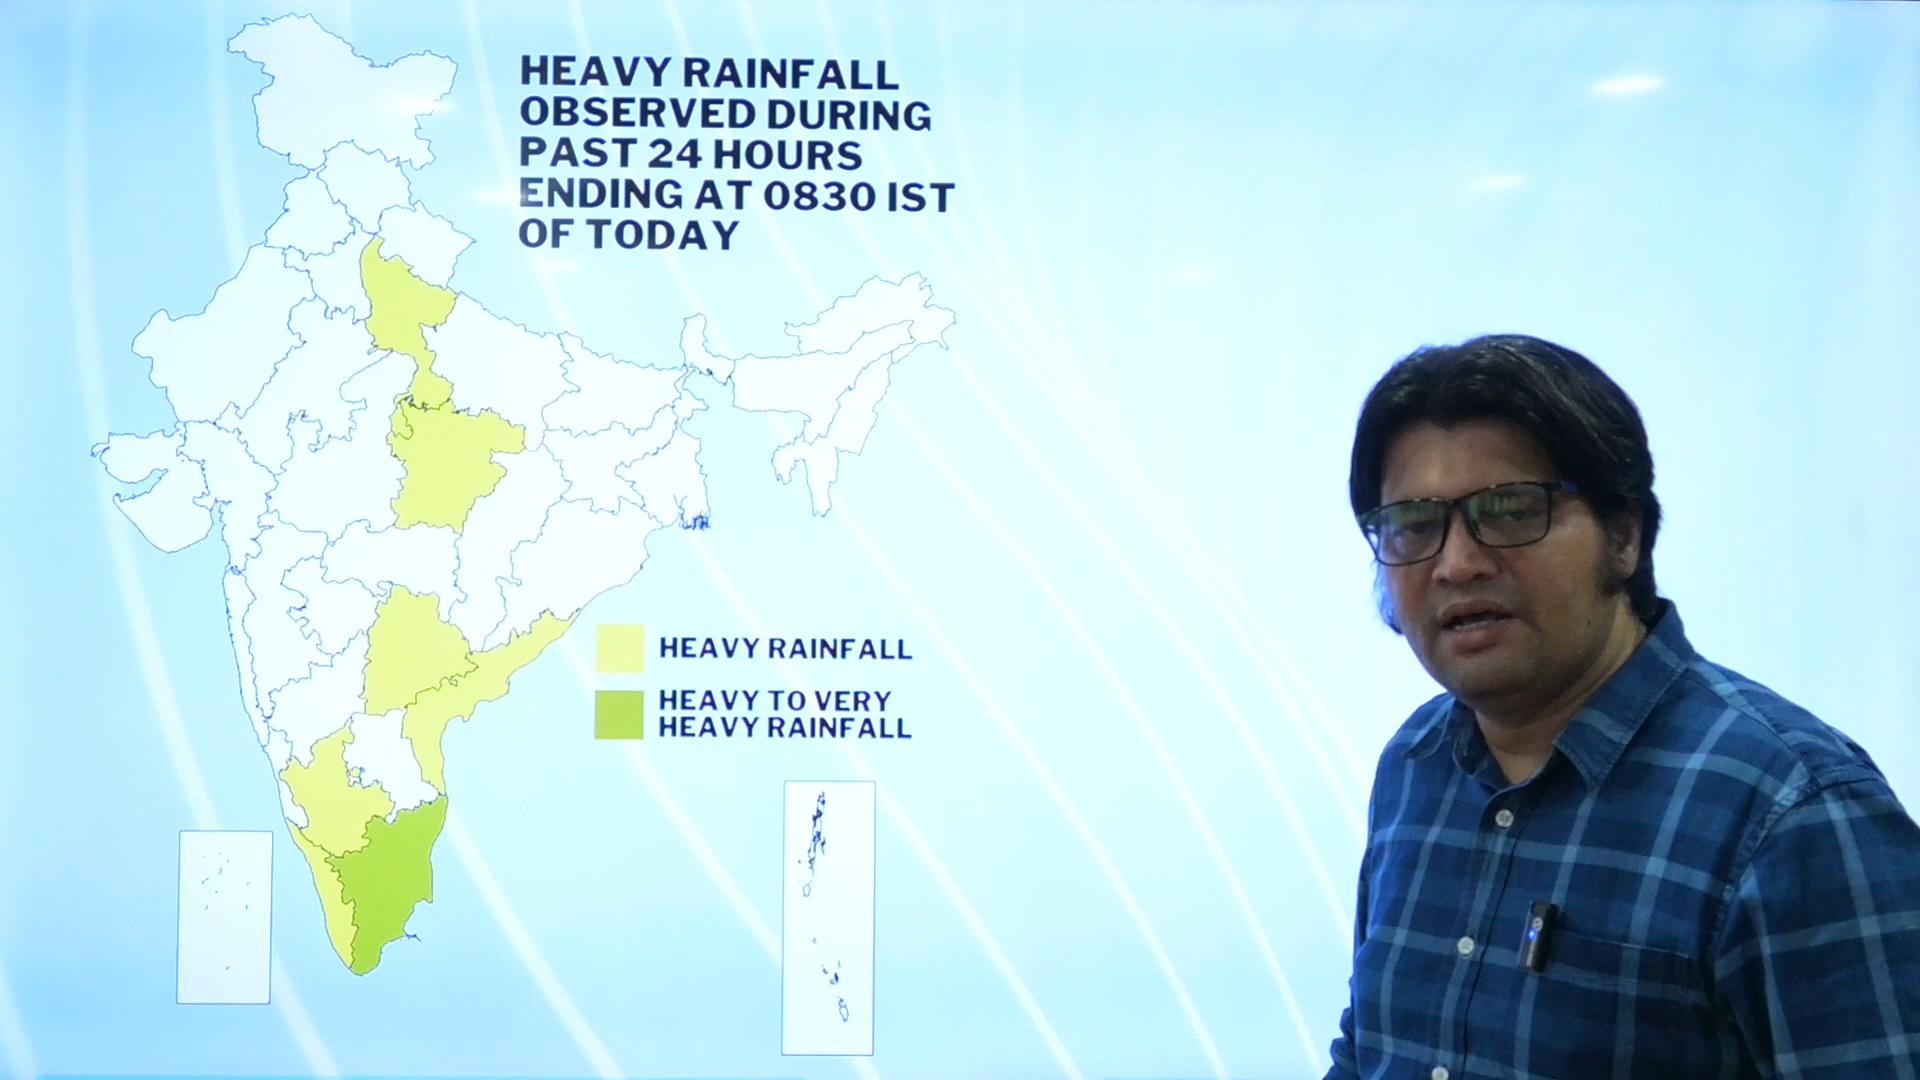 HEAVY RAINFALL
OBSERVED DURING
PAST 24 HOURS
ENDING AT 0830 IST
OF TODAY
HEAVY RAINFALL
HEAVY TO VERY
HEAVY RAINFALL